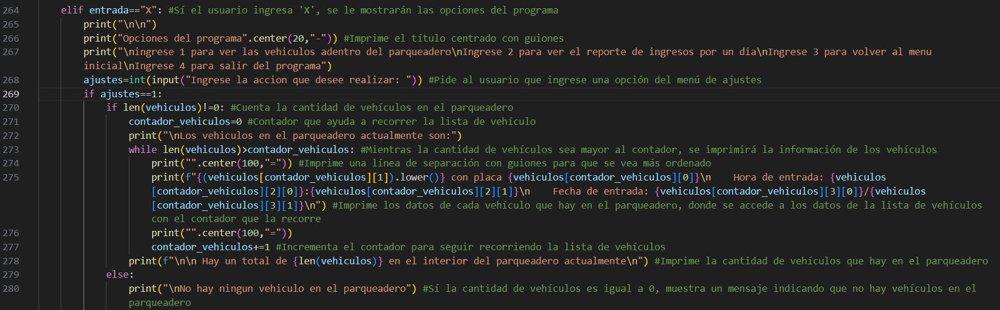 264 elif entrada=="X": #Sí el usuario ingresa 'X', se le mostrarán las opciones del programa
265 print("\n\n")
266 print("Opciones del programa".center(20,"-")) #Imprime el título centrado con guiones
267 print("\ningrese 1 para ver las vehiculos adentro del parqueadero\nIngrese 2 para ver el reporte de ingresos por un dia\nIngrese 3 para volver al menu
inicial\nIngrese 4 para salir del programa")
268 ajustes=int(input("Ingrese la accion que desee realizar: ")) #Pide al usuario que ingrese una opción del menú de ajustes
269 if ajustes==1:
270 if len(vehiculos)!=0: #Cuenta la cantidad de vehículos en el parqueadero
271 contador_vehiculos=0 #Contador que ayuda a recorrer la lista de vehículo
272 print("\nLos vehiculos en el parqueadero actualmente son:")
273 while len(vehiculos)>contador_vehiculos: #Mientras la cantidad de vehículos sea mayor al contador, se imprimirá la información de los vehículos
274 print("".center(100,"=")) #Imprime una línea de separación con guiones para que se vea más ordenado
275 print(f"{(vehiculos[contador_vehiculos][1]).lower()} con placa {vehiculos[contador_vehiculos][0]}\n    Hora de entrada: {vehiculos
[contador_vehiculos][2][0]}:{vehiculos[contador_vehiculos][2][1]}\n    Fecha de entrada: {vehiculos[contador_vehiculos][3][0]}/{vehiculos
[contador_vehiculos][3][1]}\n") #Imprime los datos de cada vehículo que hay en el parqueadero, donde se accede a los datos de la lista de vehículos
con el contador que la recorre
276 print("".center(100,"="))
277 contador_vehiculos+=1 #Incrementa el contador para seguir recorriendo la lista de vehículos
278 print(f"\n\n Hay un total de {len(vehiculos)} en el interior del parqueadero actualmente\n") #Imprime la cantidad de vehículos que hay en el parqueadero
279 else:
280 print("\nNo hay ningun vehiculo en el parqueadero") #Sí la cantidad de vehículos es igual a 0, muestra un mensaje indicando que no hay vehículos en el
parqueadero